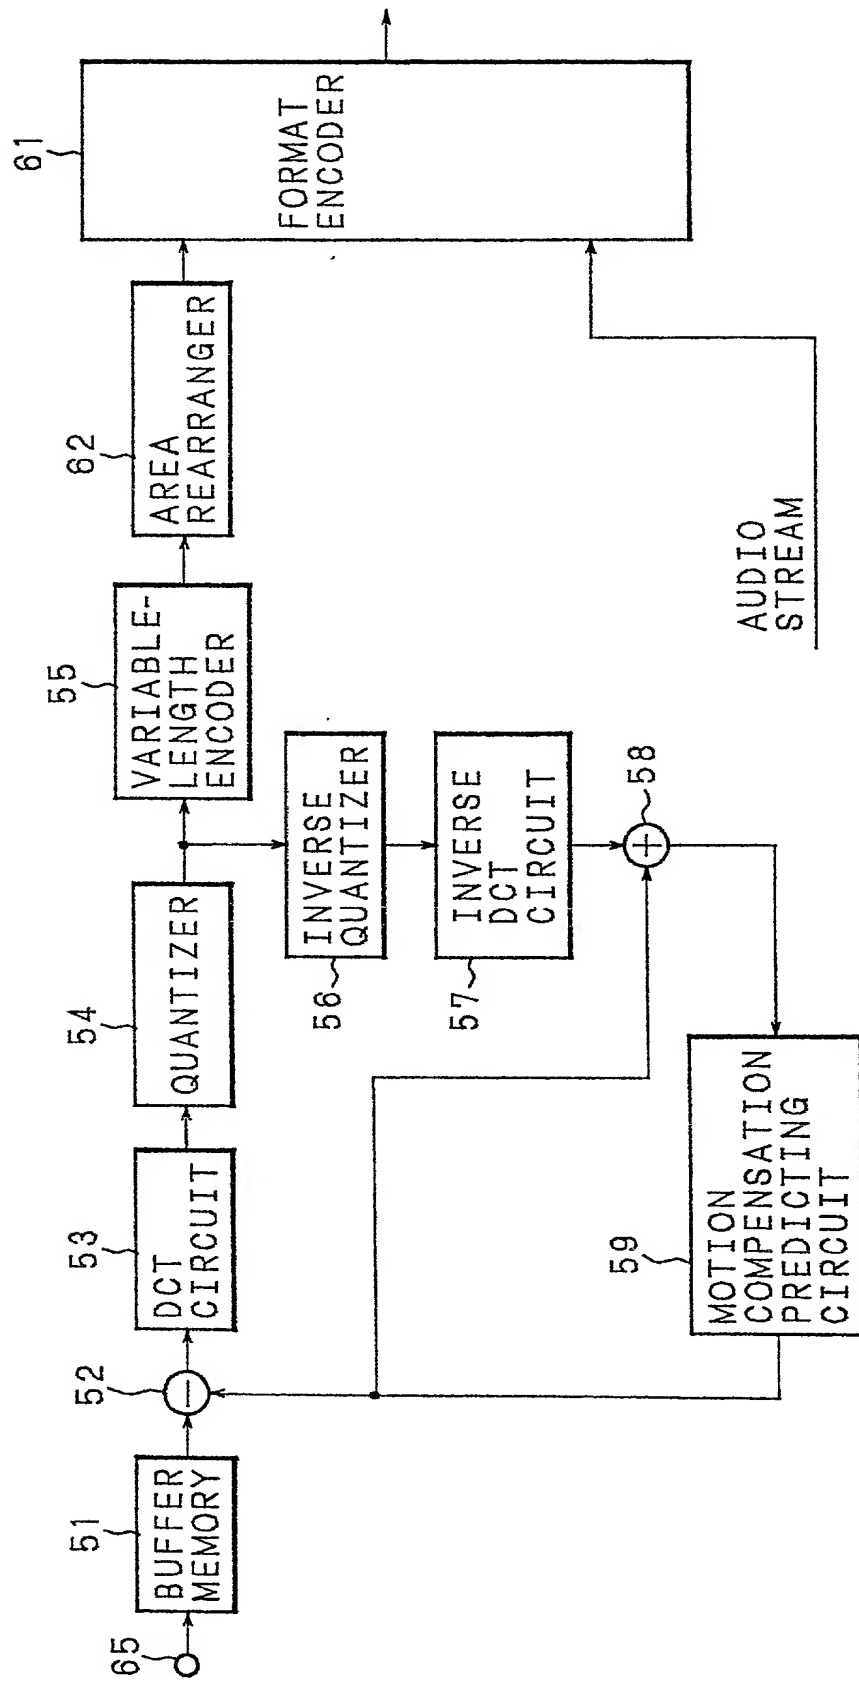 65
51
BUFFER
MEMORY
52
53
DCT
CIRCUIT
54
QUANTIZER
55
VARIABLE-
LENGTH
ENCODER
62
AREA
REARRANGER
61
FORMAT
ENCODER
56
INVERSE
QUANTIZER
57
INVERSE
DCT
CIRCUIT
58
59
MOTION
COMPENSATION
PREDICTING
CIRCUIT
AUDIO
STREAM